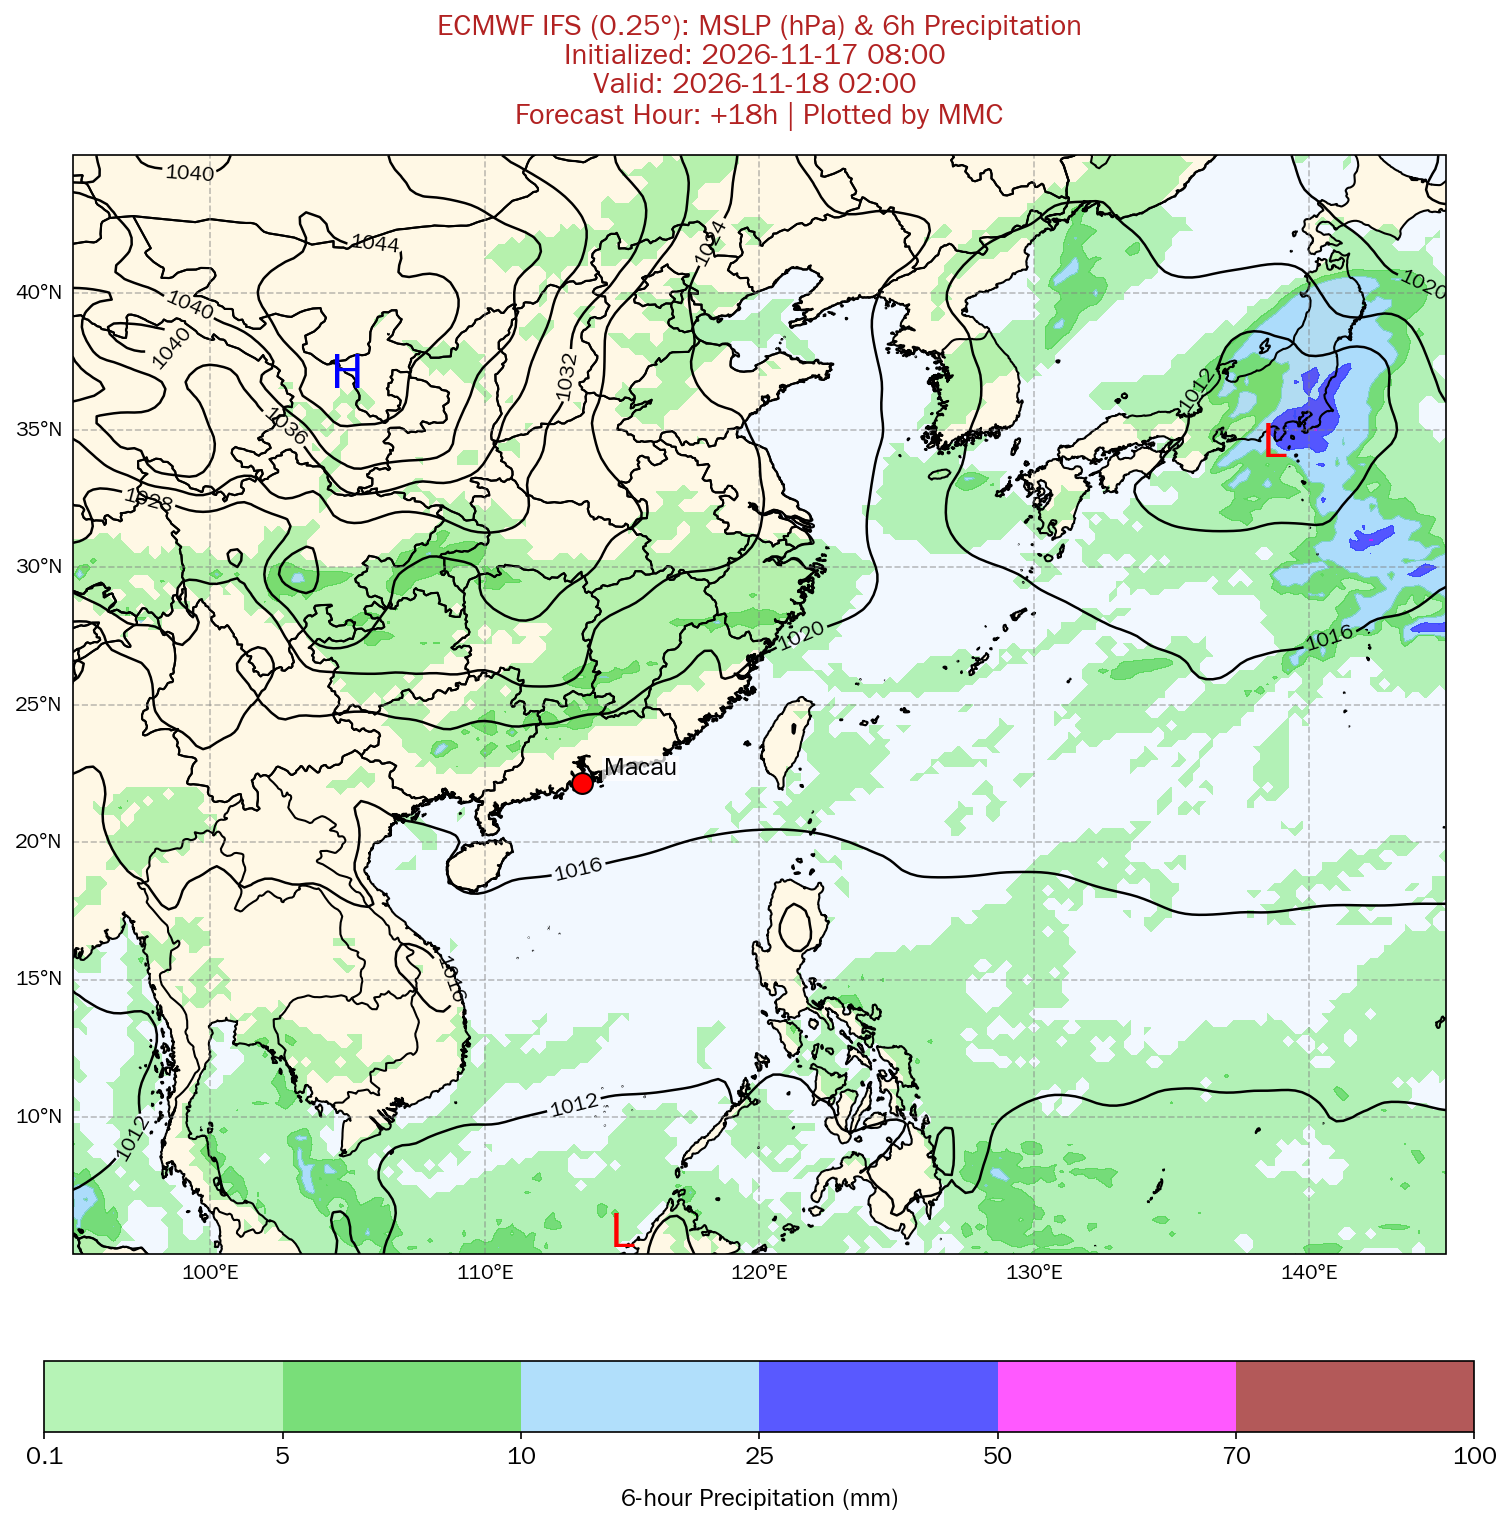 ECMWF IFS (0.25°): MSLP (hPa) & 6h Precipitation
Initialized: 2026-11-17 08:00
Valid: 2026-11-18 02:00
Forecast Hour: +18h | Plotted by MMC
1040
1044
1024
1020
1040
1040
1032
1036
1028
1012
1020
1016
1016
1016
1012
1012
H
L
L
Macau
40°N
35°N
30°N
25°N
20°N
15°N
10°N
100°E 110°E 120°E 130°E 140°E
0.1 5 10 25 50 70 100
6-hour Precipitation (mm)